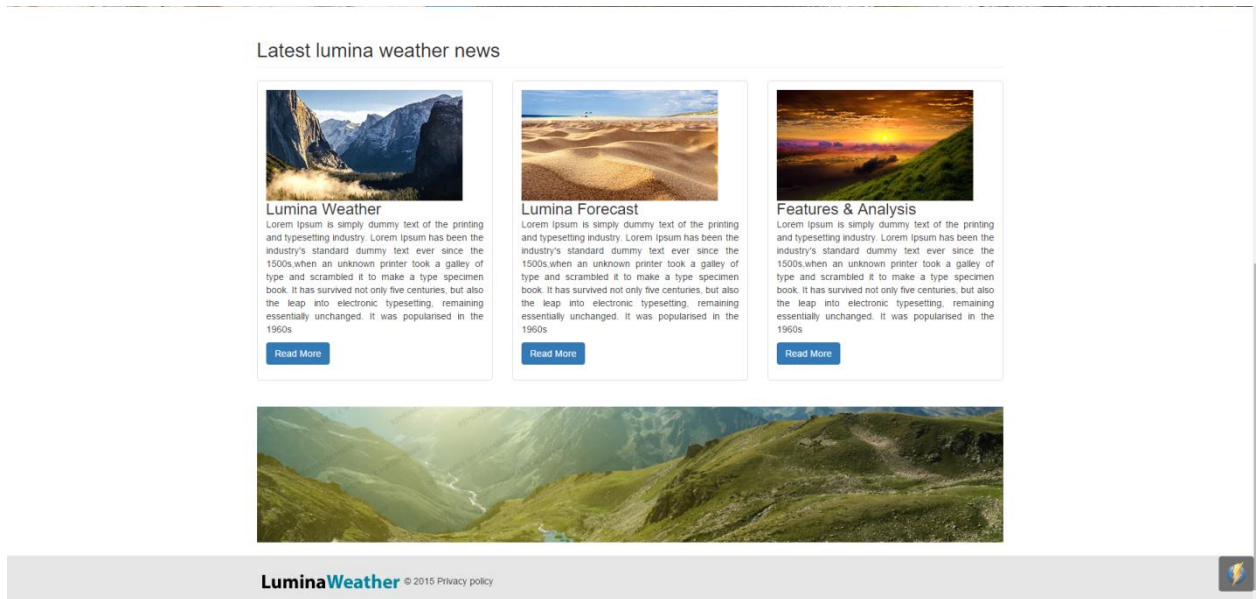 Latest lumina weather news
Lumina Weather
Lorem Ipsum is simply dummy text of the printing
and typesetting industry. Lorem Ipsum has been the
industry's standard dummy text ever since the
1500s,when an unknown printer took a galley of
type and scrambled it to make a type specimen
book. It has survived not only five centuries, but also
the leap into electronic typesetting, remaining
essentially unchanged. It was popularised in the
1960s
Read More
Lumina Forecast
Lorem Ipsum is simply dummy text of the printing
and typesetting industry. Lorem Ipsum has been the
industry's standard dummy text ever since the
1500s,when an unknown printer took a galley of
type and scrambled it to make a type specimen
book. It has survived not only five centuries, but also
the leap into electronic typesetting, remaining
essentially unchanged. It was popularised in the
1960s
Read More
Features & Analysis
Lorem Ipsum is simply dummy text of the printing
and typesetting industry. Lorem Ipsum has been the
industry's standard dummy text ever since the
1500s,when an unknown printer took a galley of
type and scrambled it to make a type specimen
book. It has survived not only five centuries, but also
the leap into electronic typesetting, remaining
essentially unchanged. It was popularised in the
1960s
Read More
LuminaWeather © 2015 Privacy policy